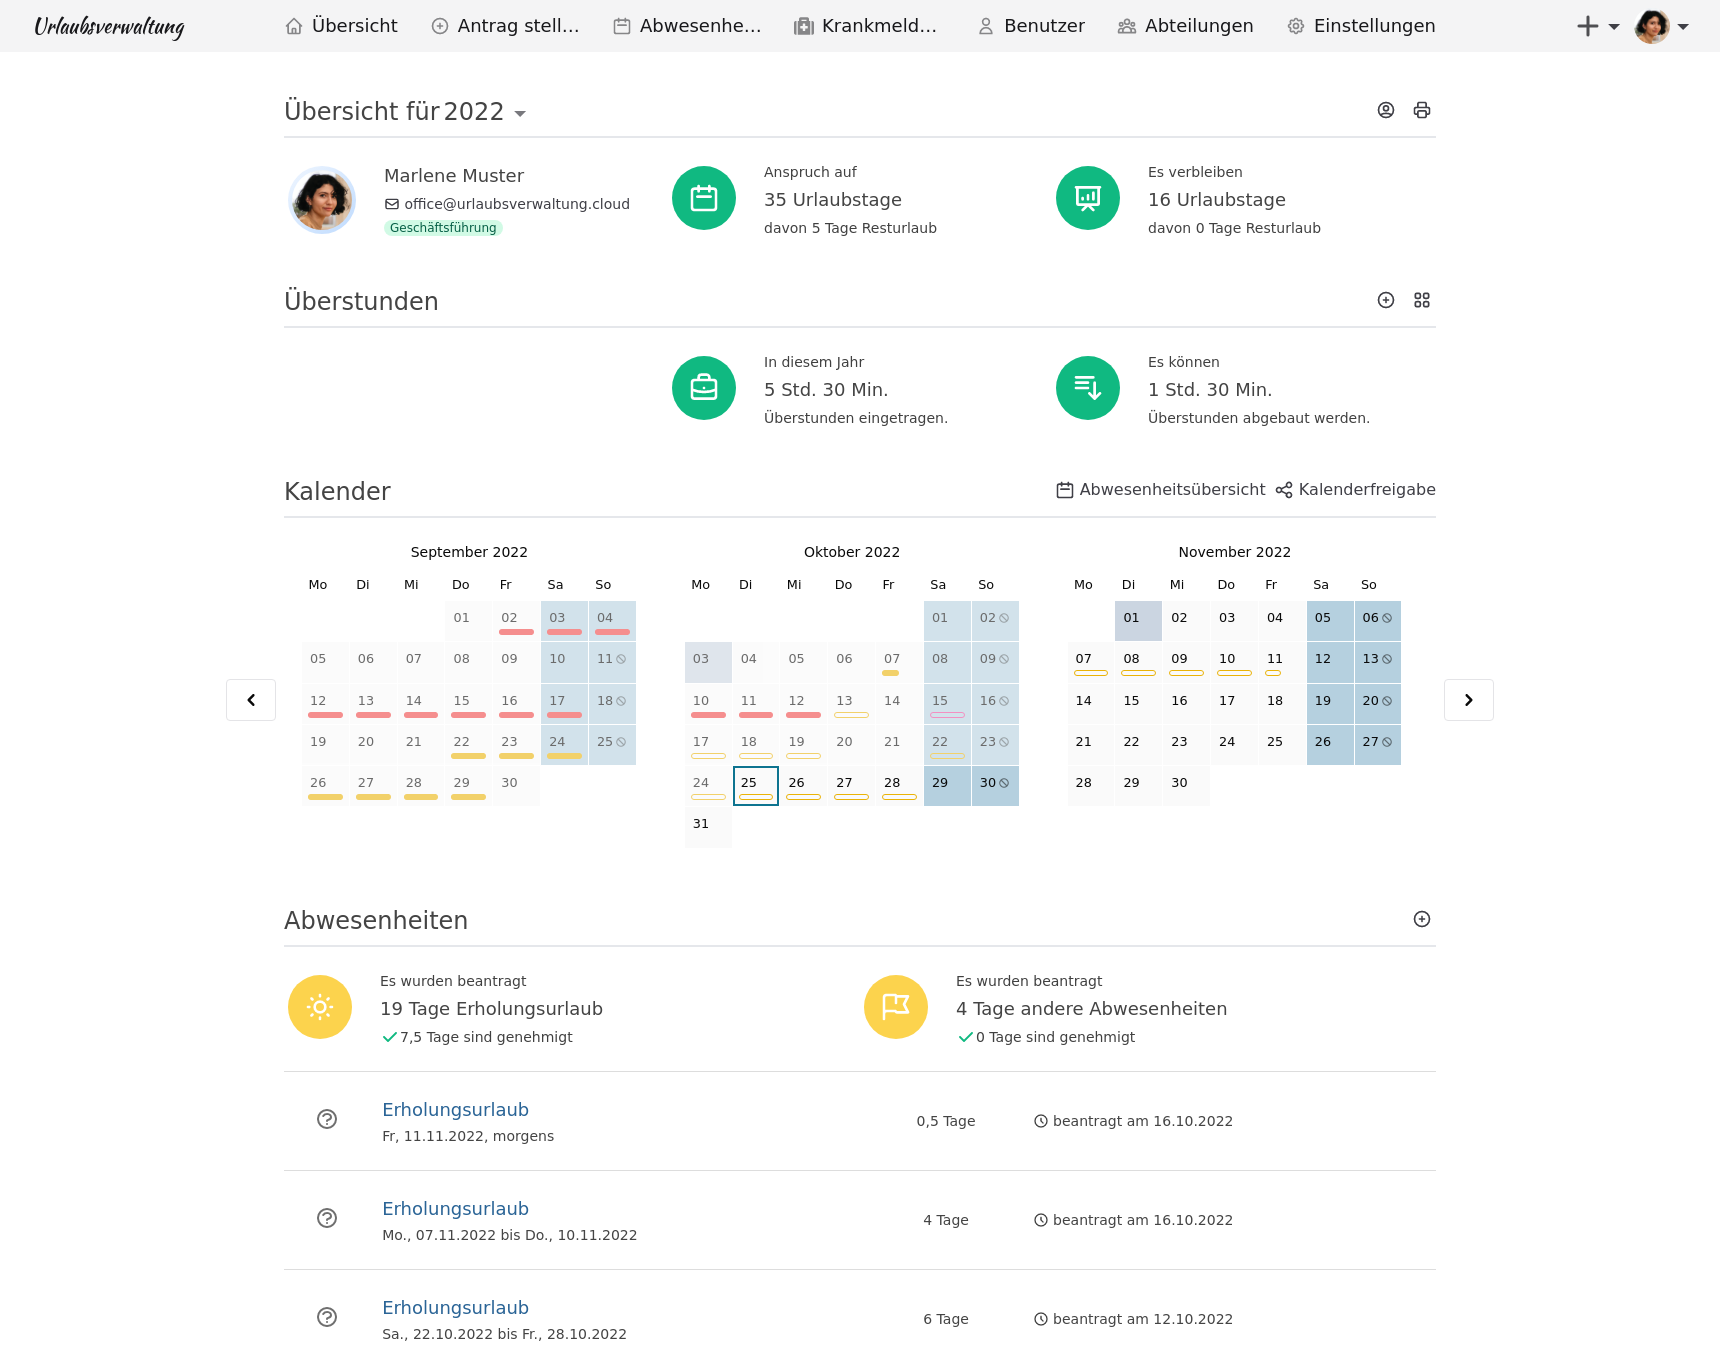 Urlaubsverwaltung
Übersicht
Antrag stell…
Abwesenhe…
Krankmeld…
Benutzer
Abteilungen
Einstellungen
Übersicht für 2022
Marlene Muster
office@urlaubsverwaltung.cloud
Geschäftsführung
Anspruch auf
35 Urlaubstage
davon 5 Tage Resturlaub
Es verbleiben
16 Urlaubstage
davon 0 Tage Resturlaub
Überstunden
In diesem Jahr
5 Std. 30 Min.
Überstunden eingetragen.
Es können
1 Std. 30 Min.
Überstunden abgebaut werden.
Kalender
Abwesenheitsübersicht
Kalenderfreigabe
September 2022
Mo Di Mi Do Fr Sa So
01 02 03 04
05 06 07 08 09 10 11
12 13 14 15 16 17 18
19 20 21 22 23 24 25
26 27 28 29 30
Oktober 2022
Mo Di Mi Do Fr Sa So
01 02
03 04 05 06 07 08 09
10 11 12 13 14 15 16
17 18 19 20 21 22 23
24 25 26 27 28 29 30
31
November 2022
Mo Di Mi Do Fr Sa So
01 02 03 04 05 06
07 08 09 10 11 12 13
14 15 16 17 18 19 20
21 22 23 24 25 26 27
28 29 30
Abwesenheiten
Es wurden beantragt
19 Tage Erholungsurlaub
7,5 Tage sind genehmigt
Es wurden beantragt
4 Tage andere Abwesenheiten
0 Tage sind genehmigt
Erholungsurlaub
Fr, 11.11.2022, morgens
0,5 Tage
beantragt am 16.10.2022
Erholungsurlaub
Mo., 07.11.2022 bis Do., 10.11.2022
4 Tage
beantragt am 16.10.2022
Erholungsurlaub
Sa., 22.10.2022 bis Fr., 28.10.2022
6 Tage
beantragt am 12.10.2022